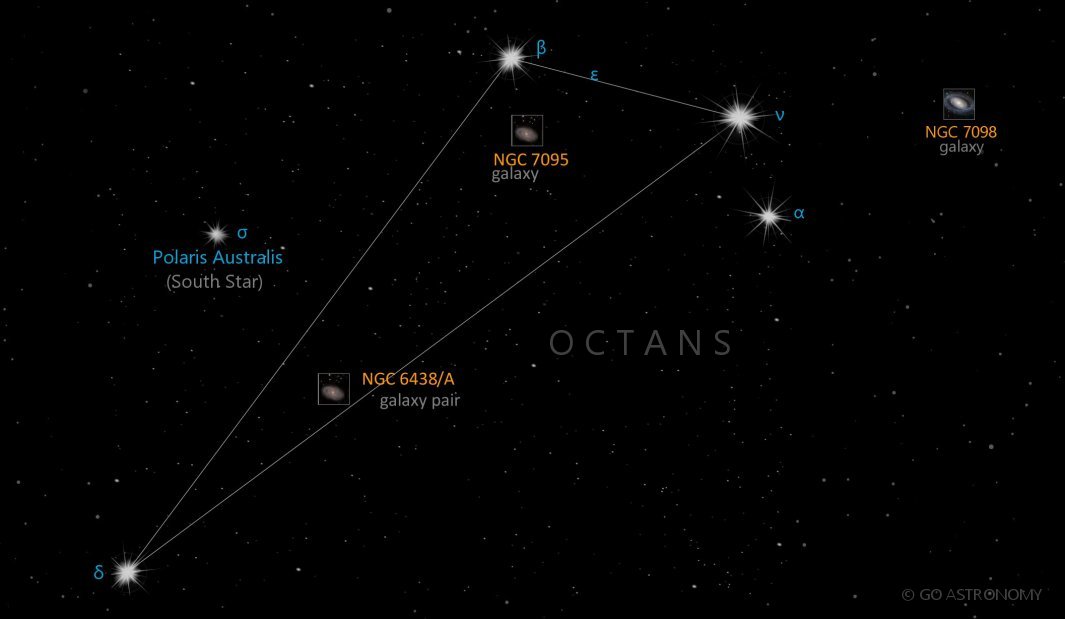 β
ε
ν
NGC 7098
galaxy
NGC 7095
galaxy
α
σ
Polaris Australis
(South Star)
OCTANS
NGC 6438/A
galaxy pair
δ
© GO ASTRONOMY